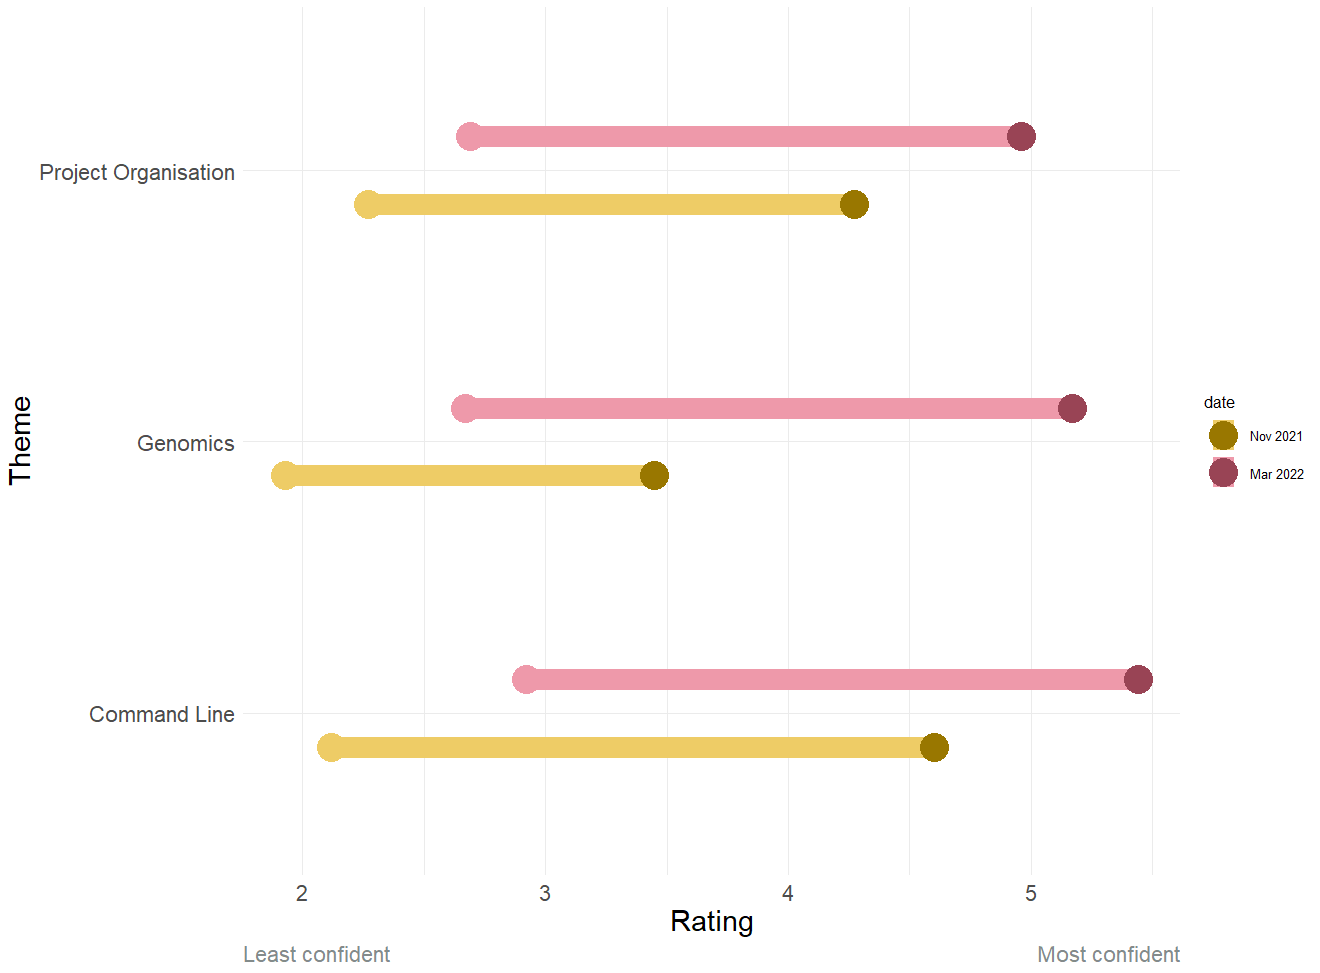 Project Organisation
Genomics
Command Line
Theme
2 3 4 5
Rating
Least confident Most confident
date
Nov 2021
Mar 2022